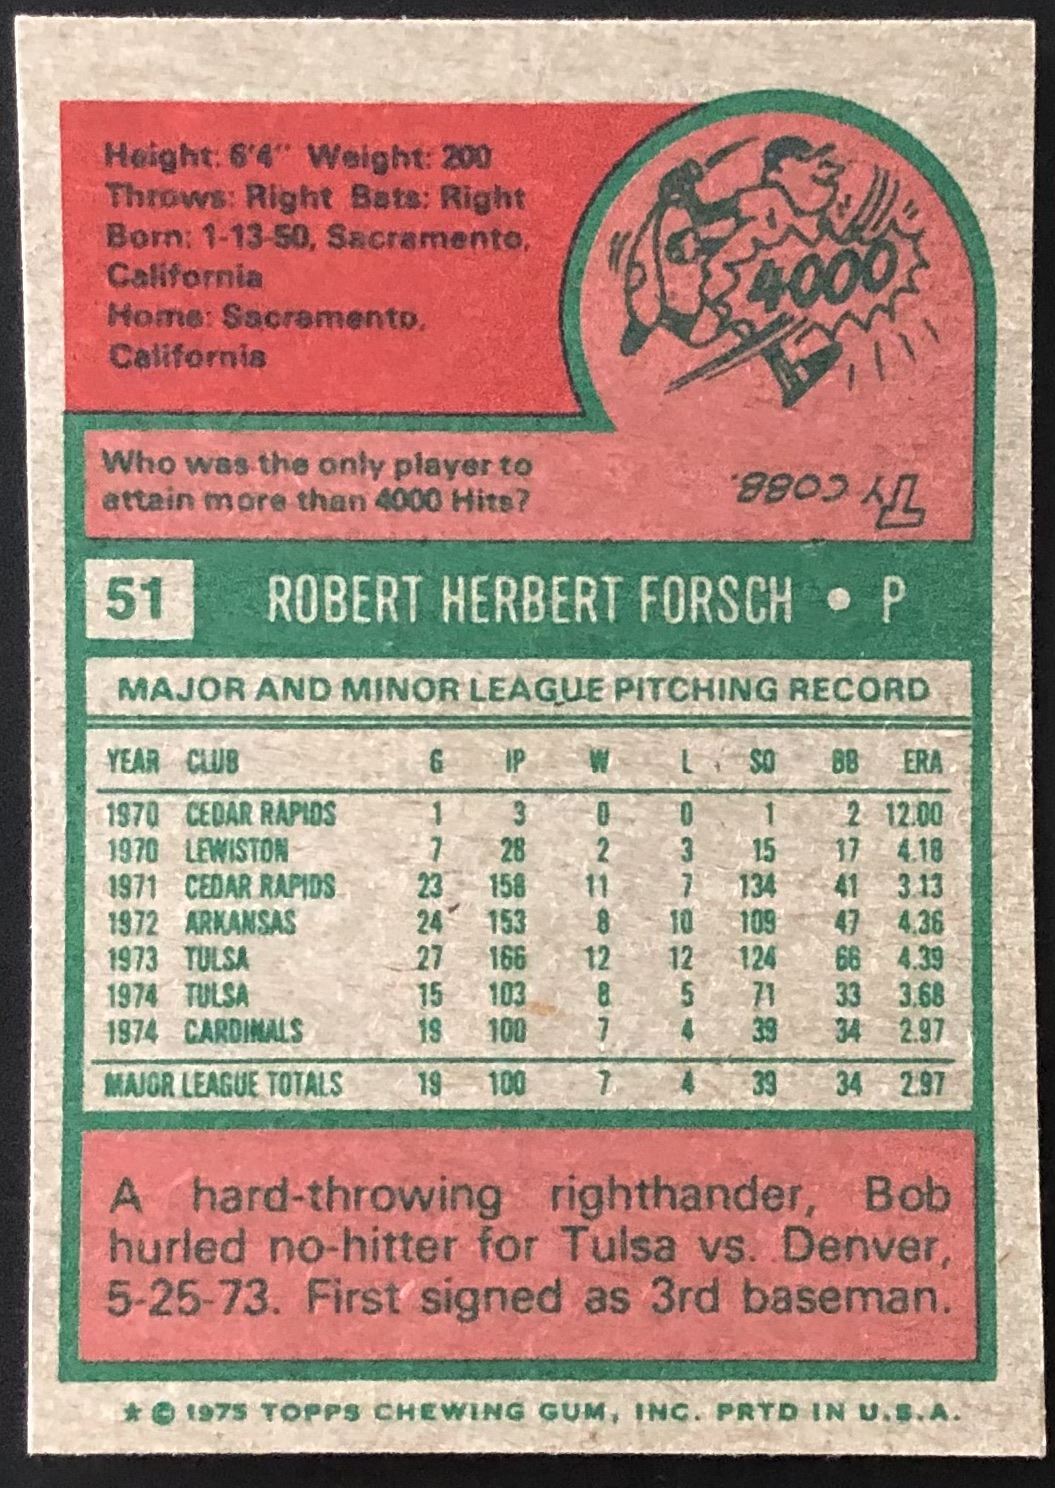 Height: 6'4" Weight: 200
Throws: Right Bats: Right
Born: 1-13-50, Sacramento,
California
Home: Sacramento,
California
4000
Who was the only player to
attain more than 4000 Hits?
TY COBB.
51 ROBERT HERBERT FORSCH • P
MAJOR AND MINOR LEAGUE PITCHING RECORD
YEAR CLUB G IP W L SO BB ERA
1970 CEDAR RAPIDS 1 3 0 0 1 2 12.00
1970 LEWISTON 7 28 2 3 15 17 4.18
1971 CEDAR RAPIDS 23 158 11 7 134 41 3.13
1972 ARKANSAS 24 153 8 10 109 47 4.36
1973 TULSA 27 166 12 12 124 66 4.39
1974 TULSA 15 103 8 5 71 33 3.68
1974 CARDINALS 19 100 7 4 39 34 2.97
MAJOR LEAGUE TOTALS 19 100 7 4 39 34 2.97
A hard-throwing righthander, Bob
hurled no-hitter for Tulsa vs. Denver,
5-25-73. First signed as 3rd baseman.
★ © 1975 TOPPS CHEWING GUM, INC. PRTD IN U.S.A.